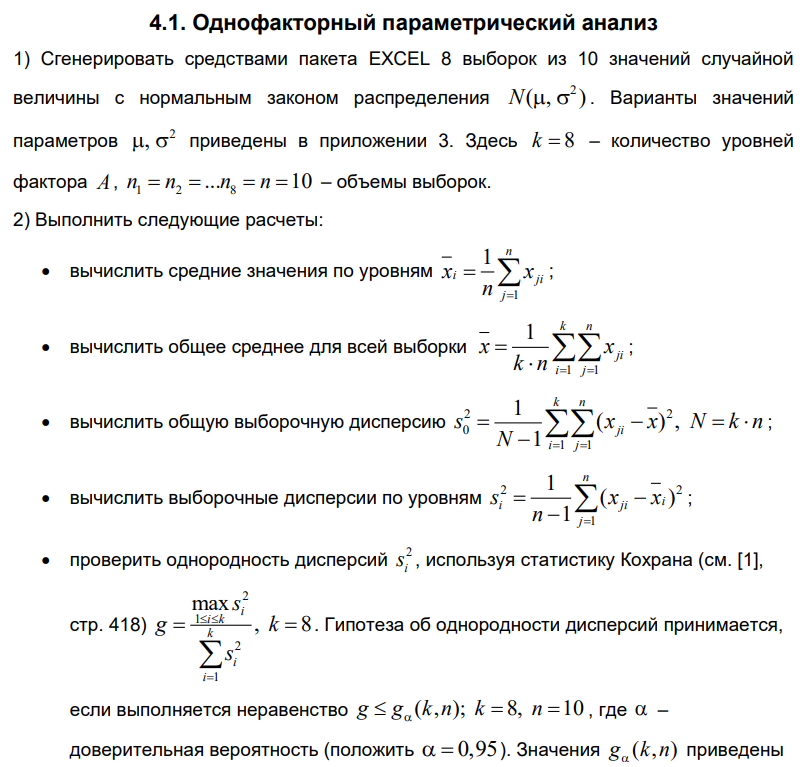 4.1. Однофакторный параметрический анализ
1) Сгенерировать средствами пакета EXCEL 8 выборок из 10 значений случайной
величины с нормальным законом распределения $N(\mu, \sigma^2)$. Варианты значений
параметров $\mu, \sigma^2$ приведены в приложении 3. Здесь $k = 8$ – количество уровней
фактора $A$, $n_1 = n_2 = ...n_8 = n = 10$ – объемы выборок.
2) Выполнить следующие расчеты:
• вычислить средние значения по уровням $\overline{x}_i = \frac{1}{n}\sum_{j=1}^{n} x_{ji}$;
• вычислить общее среднее для всей выборки $\overline{x} = \frac{1}{k \cdot n}\sum_{i=1}^{k}\sum_{j=1}^{n} x_{ji}$;
• вычислить общую выборочную дисперсию $s_0^2 = \frac{1}{N-1}\sum_{i=1}^{k}\sum_{j=1}^{n}(x_{ji} - \overline{x})^2, \; N = k \cdot n$;
• вычислить выборочные дисперсии по уровням $s_i^2 = \frac{1}{n-1}\sum_{j=1}^{n}(x_{ji} - \overline{x}_i)^2$;
• проверить однородность дисперсий $s_i^2$, используя статистику Кохрана (см. [1],
стр. 418) $g = \frac{\max_{1 \le i \le k} s_i^2}{\sum_{i=1}^{k} s_i^2}, \; k = 8$. Гипотеза об однородности дисперсий принимается,
если выполняется неравенство $g \le g_\alpha(k, n); \; k = 8, \; n = 10$, где $\alpha$ –
доверительная вероятность (положить $\alpha = 0,95$). Значения $g_\alpha(k, n)$ приведены